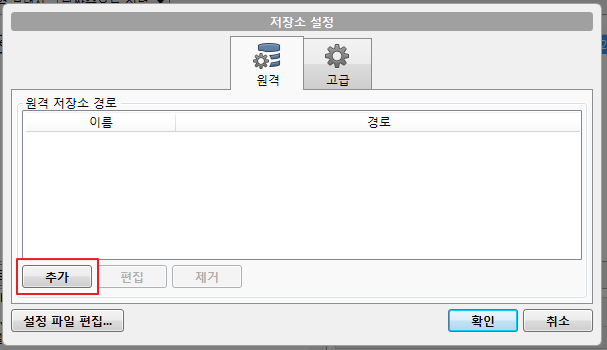 저장소 설정
원격
고급
원격 저장소 경로
이름
경로
추가
편집
제거
설정 파일 편집...
확인
취소